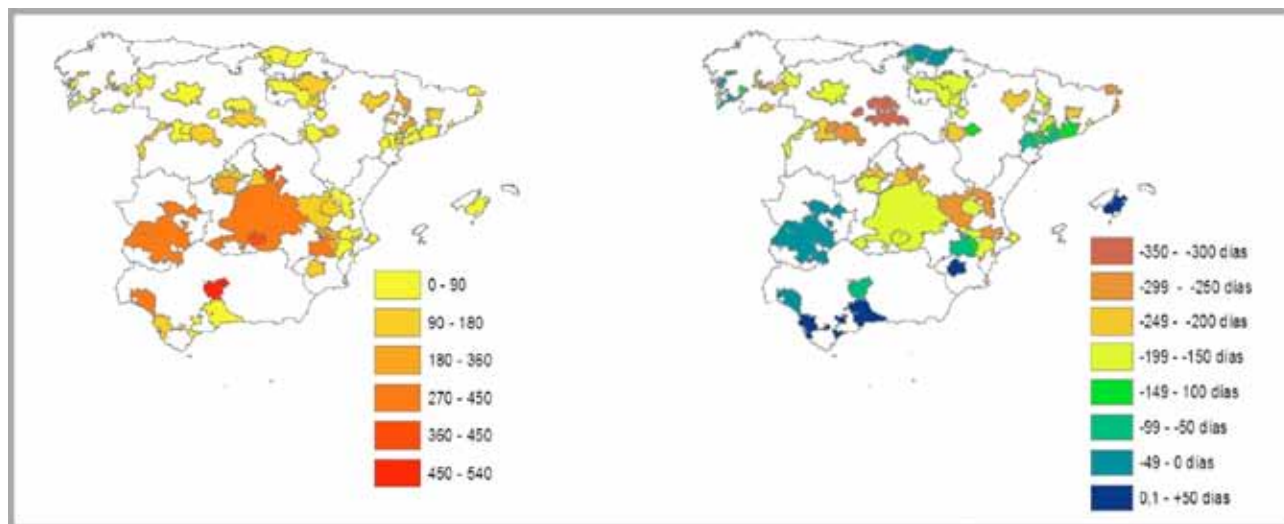 0 - 90
90 - 180
180 - 360
270 - 450
360 - 450
450 - 540
-350 - -300 días
-299 - -250 días
-249 - -200 días
-199 - -150 días
-149 - 100 días
-99 - -50 días
-49 - 0 días
0,1 - +50 días